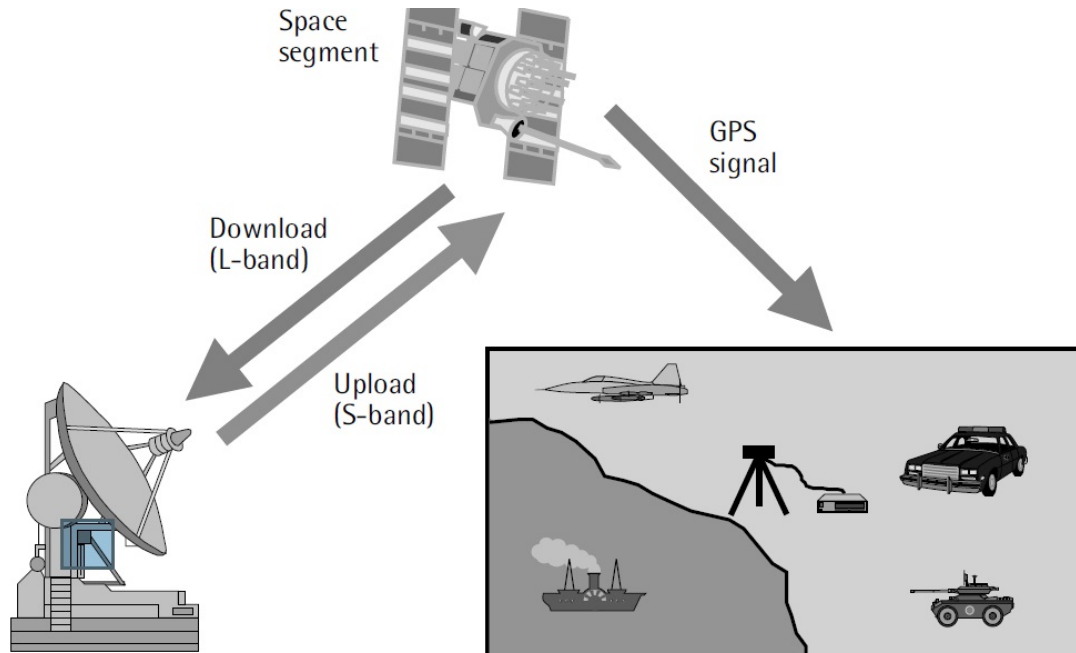 Space
segment
GPS
signal
Download
(L-band)
Upload
(S-band)